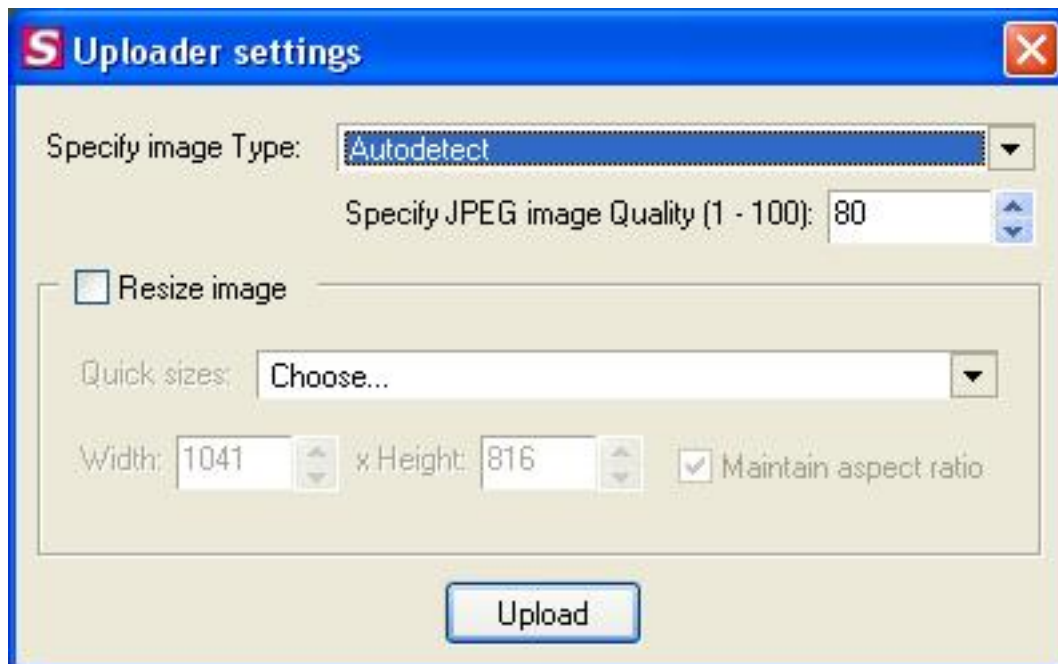 S Uploader settings
Specify image Type: Autodetect
Specify JPEG image Quality (1 - 100): 80
Resize image
Quick sizes: Choose...
Width: 1041 x Height: 816 Maintain aspect ratio
Upload